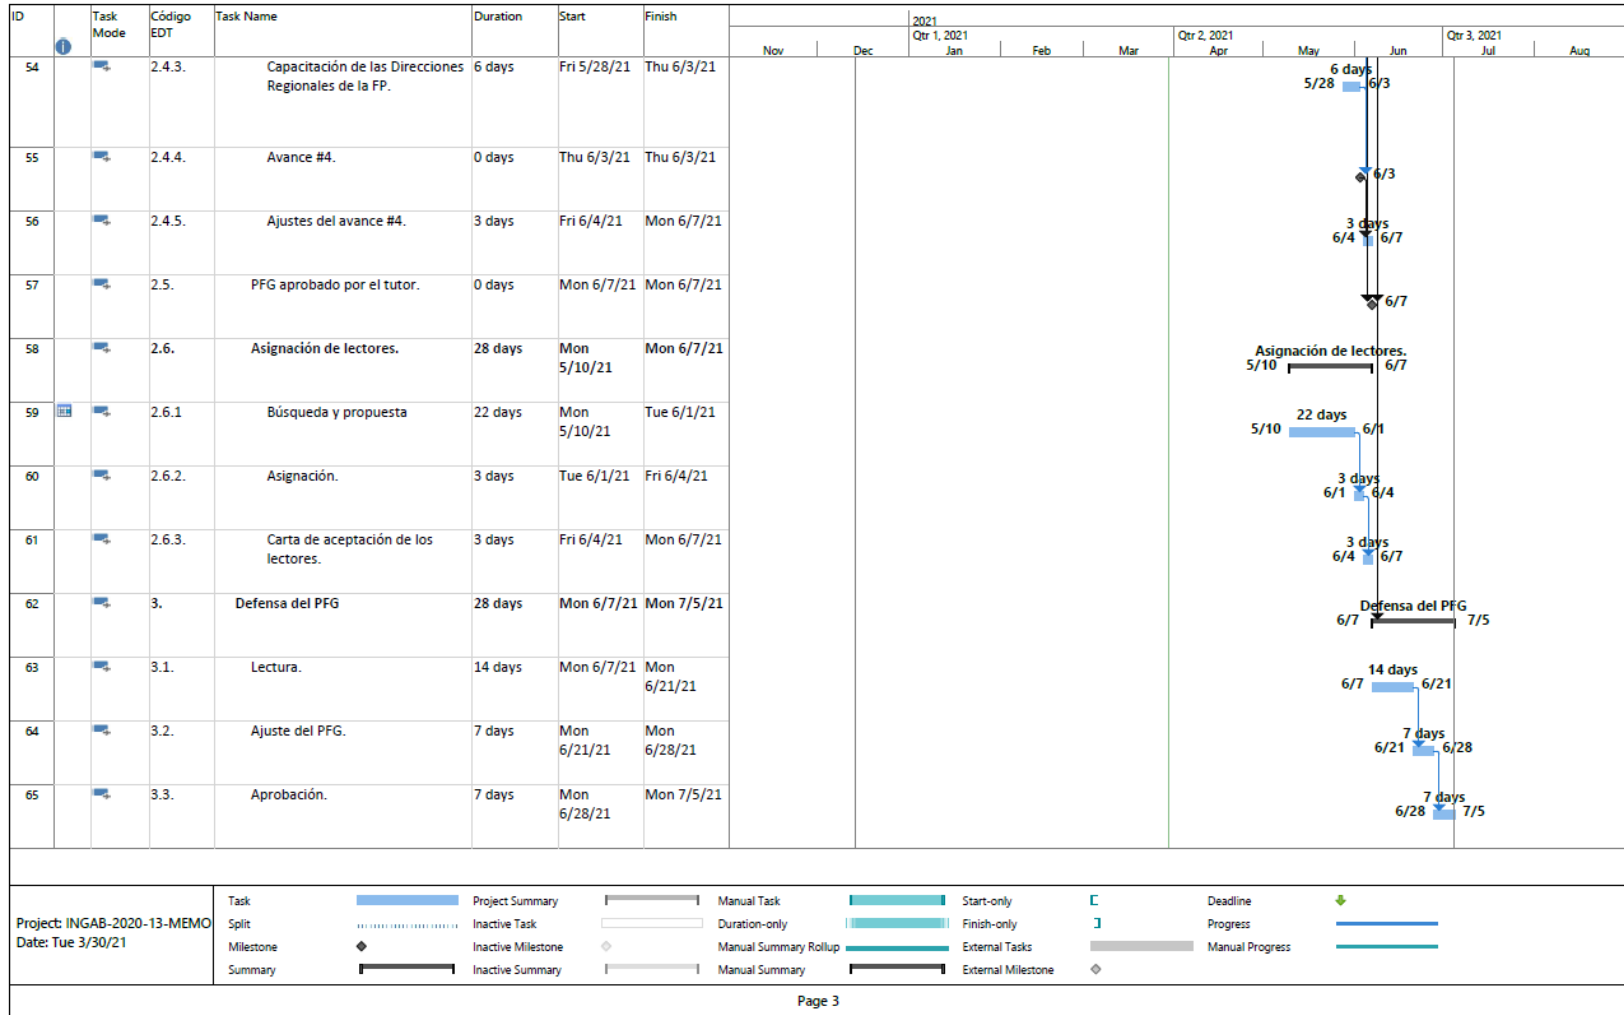 ID Task Mode Código EDT Task Name Duration Start Finish
2021
Qtr 1, 2021 Qtr 2, 2021 Qtr 3, 2021
Nov Dec Jan Feb Mar Apr May Jun Jul Aug
54 2.4.3. Capacitación de las Direcciones Regionales de la FP. 6 days Fri 5/28/21 Thu 6/3/21
6 days
5/28 6/3
55 2.4.4. Avance #4. 0 days Thu 6/3/21 Thu 6/3/21
6/3
56 2.4.5. Ajustes del avance #4. 3 days Fri 6/4/21 Mon 6/7/21
3 days
6/4 6/7
57 2.5. PFG aprobado por el tutor. 0 days Mon 6/7/21 Mon 6/7/21
6/7
58 2.6. Asignación de lectores. 28 days Mon 5/10/21 Mon 6/7/21
Asignación de lectores.
5/10 6/7
59 2.6.1 Búsqueda y propuesta 22 days Mon 5/10/21 Tue 6/1/21
22 days
5/10 6/1
60 2.6.2. Asignación. 3 days Tue 6/1/21 Fri 6/4/21
3 days
6/1 6/4
61 2.6.3. Carta de aceptación de los lectores. 3 days Fri 6/4/21 Mon 6/7/21
3 days
6/4 6/7
62 3. Defensa del PFG 28 days Mon 6/7/21 Mon 7/5/21
Defensa del PFG
6/7 7/5
63 3.1. Lectura. 14 days Mon 6/7/21 Mon 6/21/21
14 days
6/7 6/21
64 3.2. Ajuste del PFG. 7 days Mon 6/21/21 Mon 6/28/21
7 days
6/21 6/28
65 3.3. Aprobación. 7 days Mon 6/28/21 Mon 7/5/21
7 days
6/28 7/5
Project: INGAB-2020-13-MEMO
Date: Tue 3/30/21
Task Project Summary Manual Task Start-only Deadline
Split Inactive Task Duration-only Finish-only Progress
Milestone Inactive Milestone Manual Summary Rollup External Tasks Manual Progress
Summary Inactive Summary Manual Summary External Milestone
Page 3